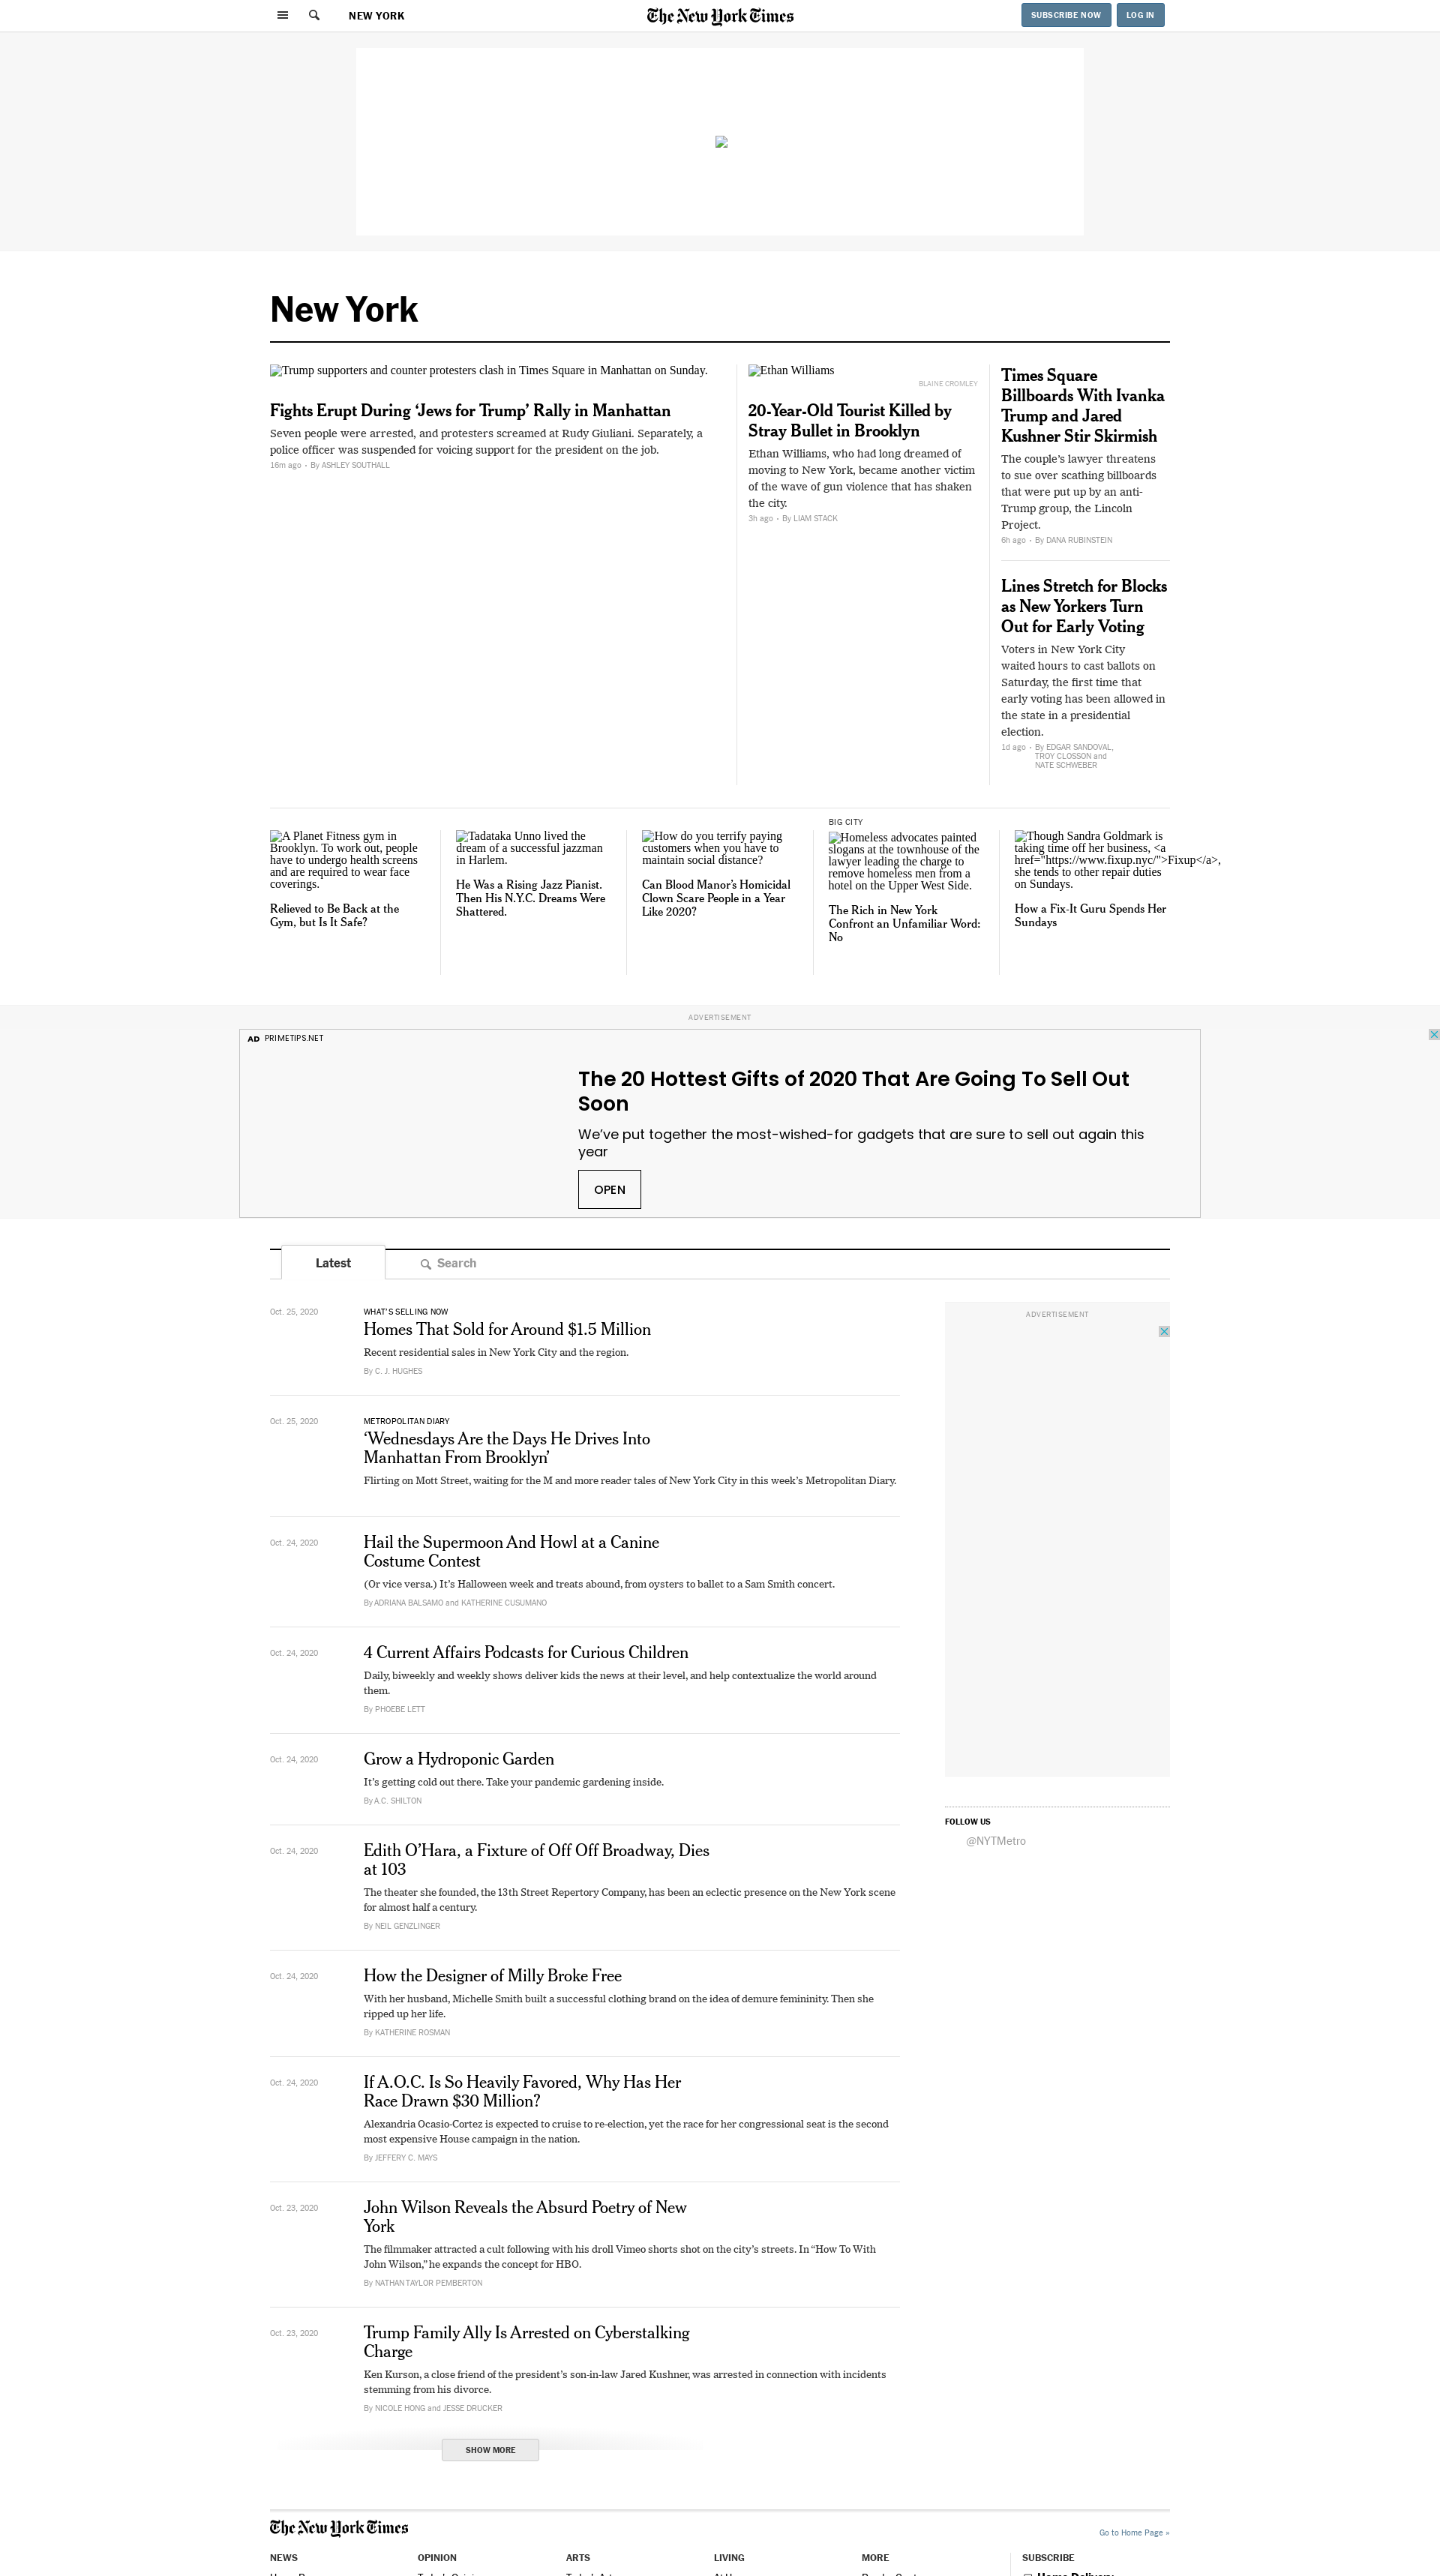 NEW YORK
The New York Times
SUBSCRIBE NOW
LOG IN
New York
Trump supporters and counter protesters clash in Times Square in Manhattan on Sunday.
Fights Erupt During ‘Jews for Trump’ Rally in Manhattan
Seven people were arrested, and protesters screamed at Rudy Giuliani. Separately, a
police officer was suspended for voicing support for the president on the job.
16m ago • By ASHLEY SOUTHALL
Ethan Williams
BLAINE CROMLEY
20-Year-Old Tourist Killed by
Stray Bullet in Brooklyn
Ethan Williams, who had long dreamed of
moving to New York, became another victim
of the wave of gun violence that has shaken
the city.
3h ago • By LIAM STACK
Times Square
Billboards With Ivanka
Trump and Jared
Kushner Stir Skirmish
The couple’s lawyer threatens
to sue over scathing billboards
that were put up by an anti-
Trump group, the Lincoln
Project.
6h ago • By DANA RUBINSTEIN
Lines Stretch for Blocks
as New Yorkers Turn
Out for Early Voting
Voters in New York City
waited hours to cast ballots on
Saturday, the first time that
early voting has been allowed in
the state in a presidential
election.
1d ago • By EDGAR SANDOVAL,
TROY CLOSSON and
NATE SCHWEBER
A Planet Fitness gym in
Brooklyn. To work out, people
have to undergo health screens
and are required to wear face
coverings.
Relieved to Be Back at the
Gym, but Is It Safe?
Tadataka Unno lived the
dream of a successful jazzman
in Harlem.
He Was a Rising Jazz Pianist.
Then His N.Y.C. Dreams Were
Shattered.
How do you terrify paying
customers when you have to
maintain social distance?
Can Blood Manor’s Homicidal
Clown Scare People in a Year
Like 2020?
BIG CITY
Homeless advocates painted
slogans at the townhouse of the
lawyer leading the charge to
remove homeless men from a
hotel on the Upper West Side.
The Rich in New York
Confront an Unfamiliar Word:
No
Though Sandra Goldmark is
taking time off her business, <a
href="https://www.fixup.nyc/">Fixup</a>,
she tends to other repair duties
on Sundays.
How a Fix-It Guru Spends Her
Sundays
ADVERTISEMENT
AD PRIMETIPS.NET
The 20 Hottest Gifts of 2020 That Are Going To Sell Out
Soon
We’ve put together the most-wished-for gadgets that are sure to sell out again this
year
OPEN
Latest
Search
Oct. 25, 2020
WHAT’S SELLING NOW
Homes That Sold for Around $1.5 Million
Recent residential sales in New York City and the region.
By C. J. HUGHES
Oct. 25, 2020
METROPOLITAN DIARY
‘Wednesdays Are the Days He Drives Into
Manhattan From Brooklyn’
Flirting on Mott Street, waiting for the M and more reader tales of New York City in this week’s Metropolitan Diary.
Oct. 24, 2020
Hail the Supermoon And Howl at a Canine
Costume Contest
(Or vice versa.) It’s Halloween week and treats abound, from oysters to ballet to a Sam Smith concert.
By ADRIANA BALSAMO and KATHERINE CUSUMANO
Oct. 24, 2020
4 Current Affairs Podcasts for Curious Children
Daily, biweekly and weekly shows deliver kids the news at their level, and help contextualize the world around
them.
By PHOEBE LETT
Oct. 24, 2020
Grow a Hydroponic Garden
It’s getting cold out there. Take your pandemic gardening inside.
By A.C. SHILTON
Oct. 24, 2020
Edith O’Hara, a Fixture of Off Off Broadway, Dies
at 103
The theater she founded, the 13th Street Repertory Company, has been an eclectic presence on the New York scene
for almost half a century.
By NEIL GENZLINGER
Oct. 24, 2020
How the Designer of Milly Broke Free
With her husband, Michelle Smith built a successful clothing brand on the idea of demure femininity. Then she
ripped up her life.
By KATHERINE ROSMAN
Oct. 24, 2020
If A.O.C. Is So Heavily Favored, Why Has Her
Race Drawn $30 Million?
Alexandria Ocasio-Cortez is expected to cruise to re-election, yet the race for her congressional seat is the second
most expensive House campaign in the nation.
By JEFFERY C. MAYS
Oct. 23, 2020
John Wilson Reveals the Absurd Poetry of New
York
The filmmaker attracted a cult following with his droll Vimeo shorts shot on the city’s streets. In “How To With
John Wilson,” he expands the concept for HBO.
By NATHAN TAYLOR PEMBERTON
Oct. 23, 2020
Trump Family Ally Is Arrested on Cyberstalking
Charge
Ken Kurson, a close friend of the president’s son-in-law Jared Kushner, was arrested in connection with incidents
stemming from his divorce.
By NICOLE HONG and JESSE DRUCKER
SHOW MORE
ADVERTISEMENT
FOLLOW US
@NYTMetro
The New York Times
Go to Home Page »
NEWS
OPINION
ARTS
LIVING
MORE
SUBSCRIBE